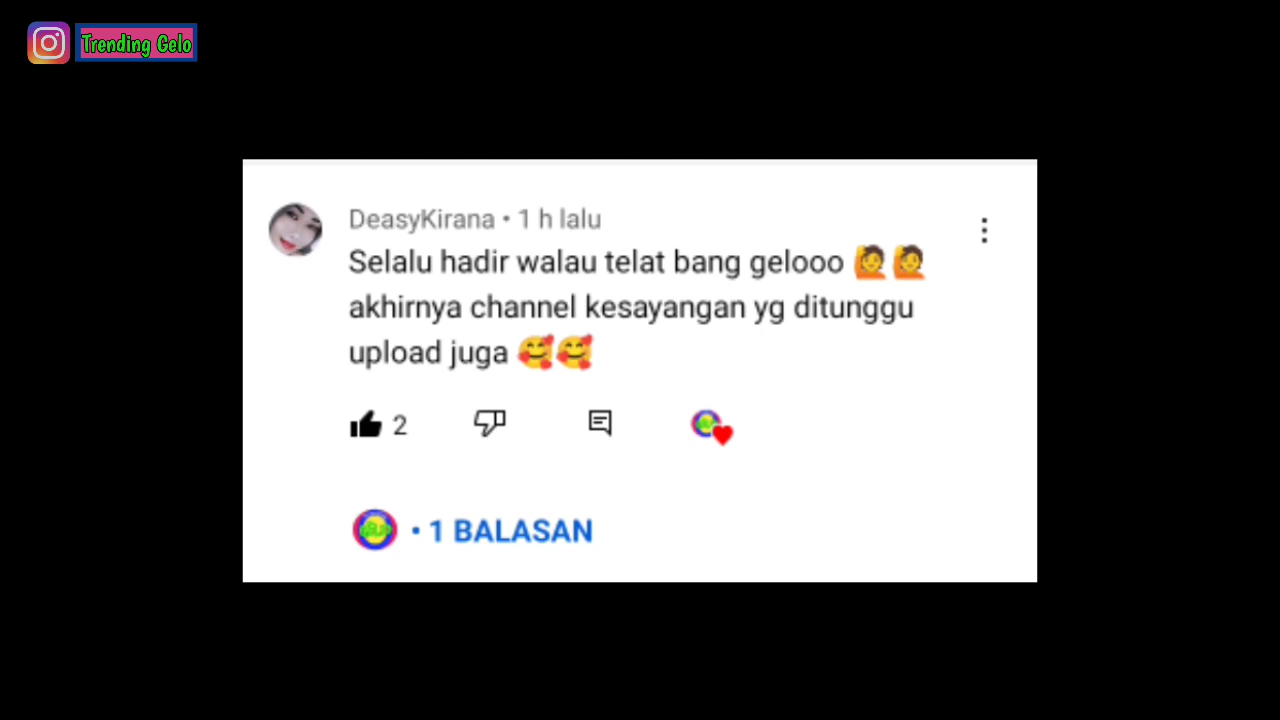 Trending Gelo
DeasyKirana • 1 h lalu
Selalu hadir walau telat bang gelooo 🙋🙋
akhirnya channel kesayangan yg ditunggu
upload juga 🥰🥰
2
• 1 BALASAN